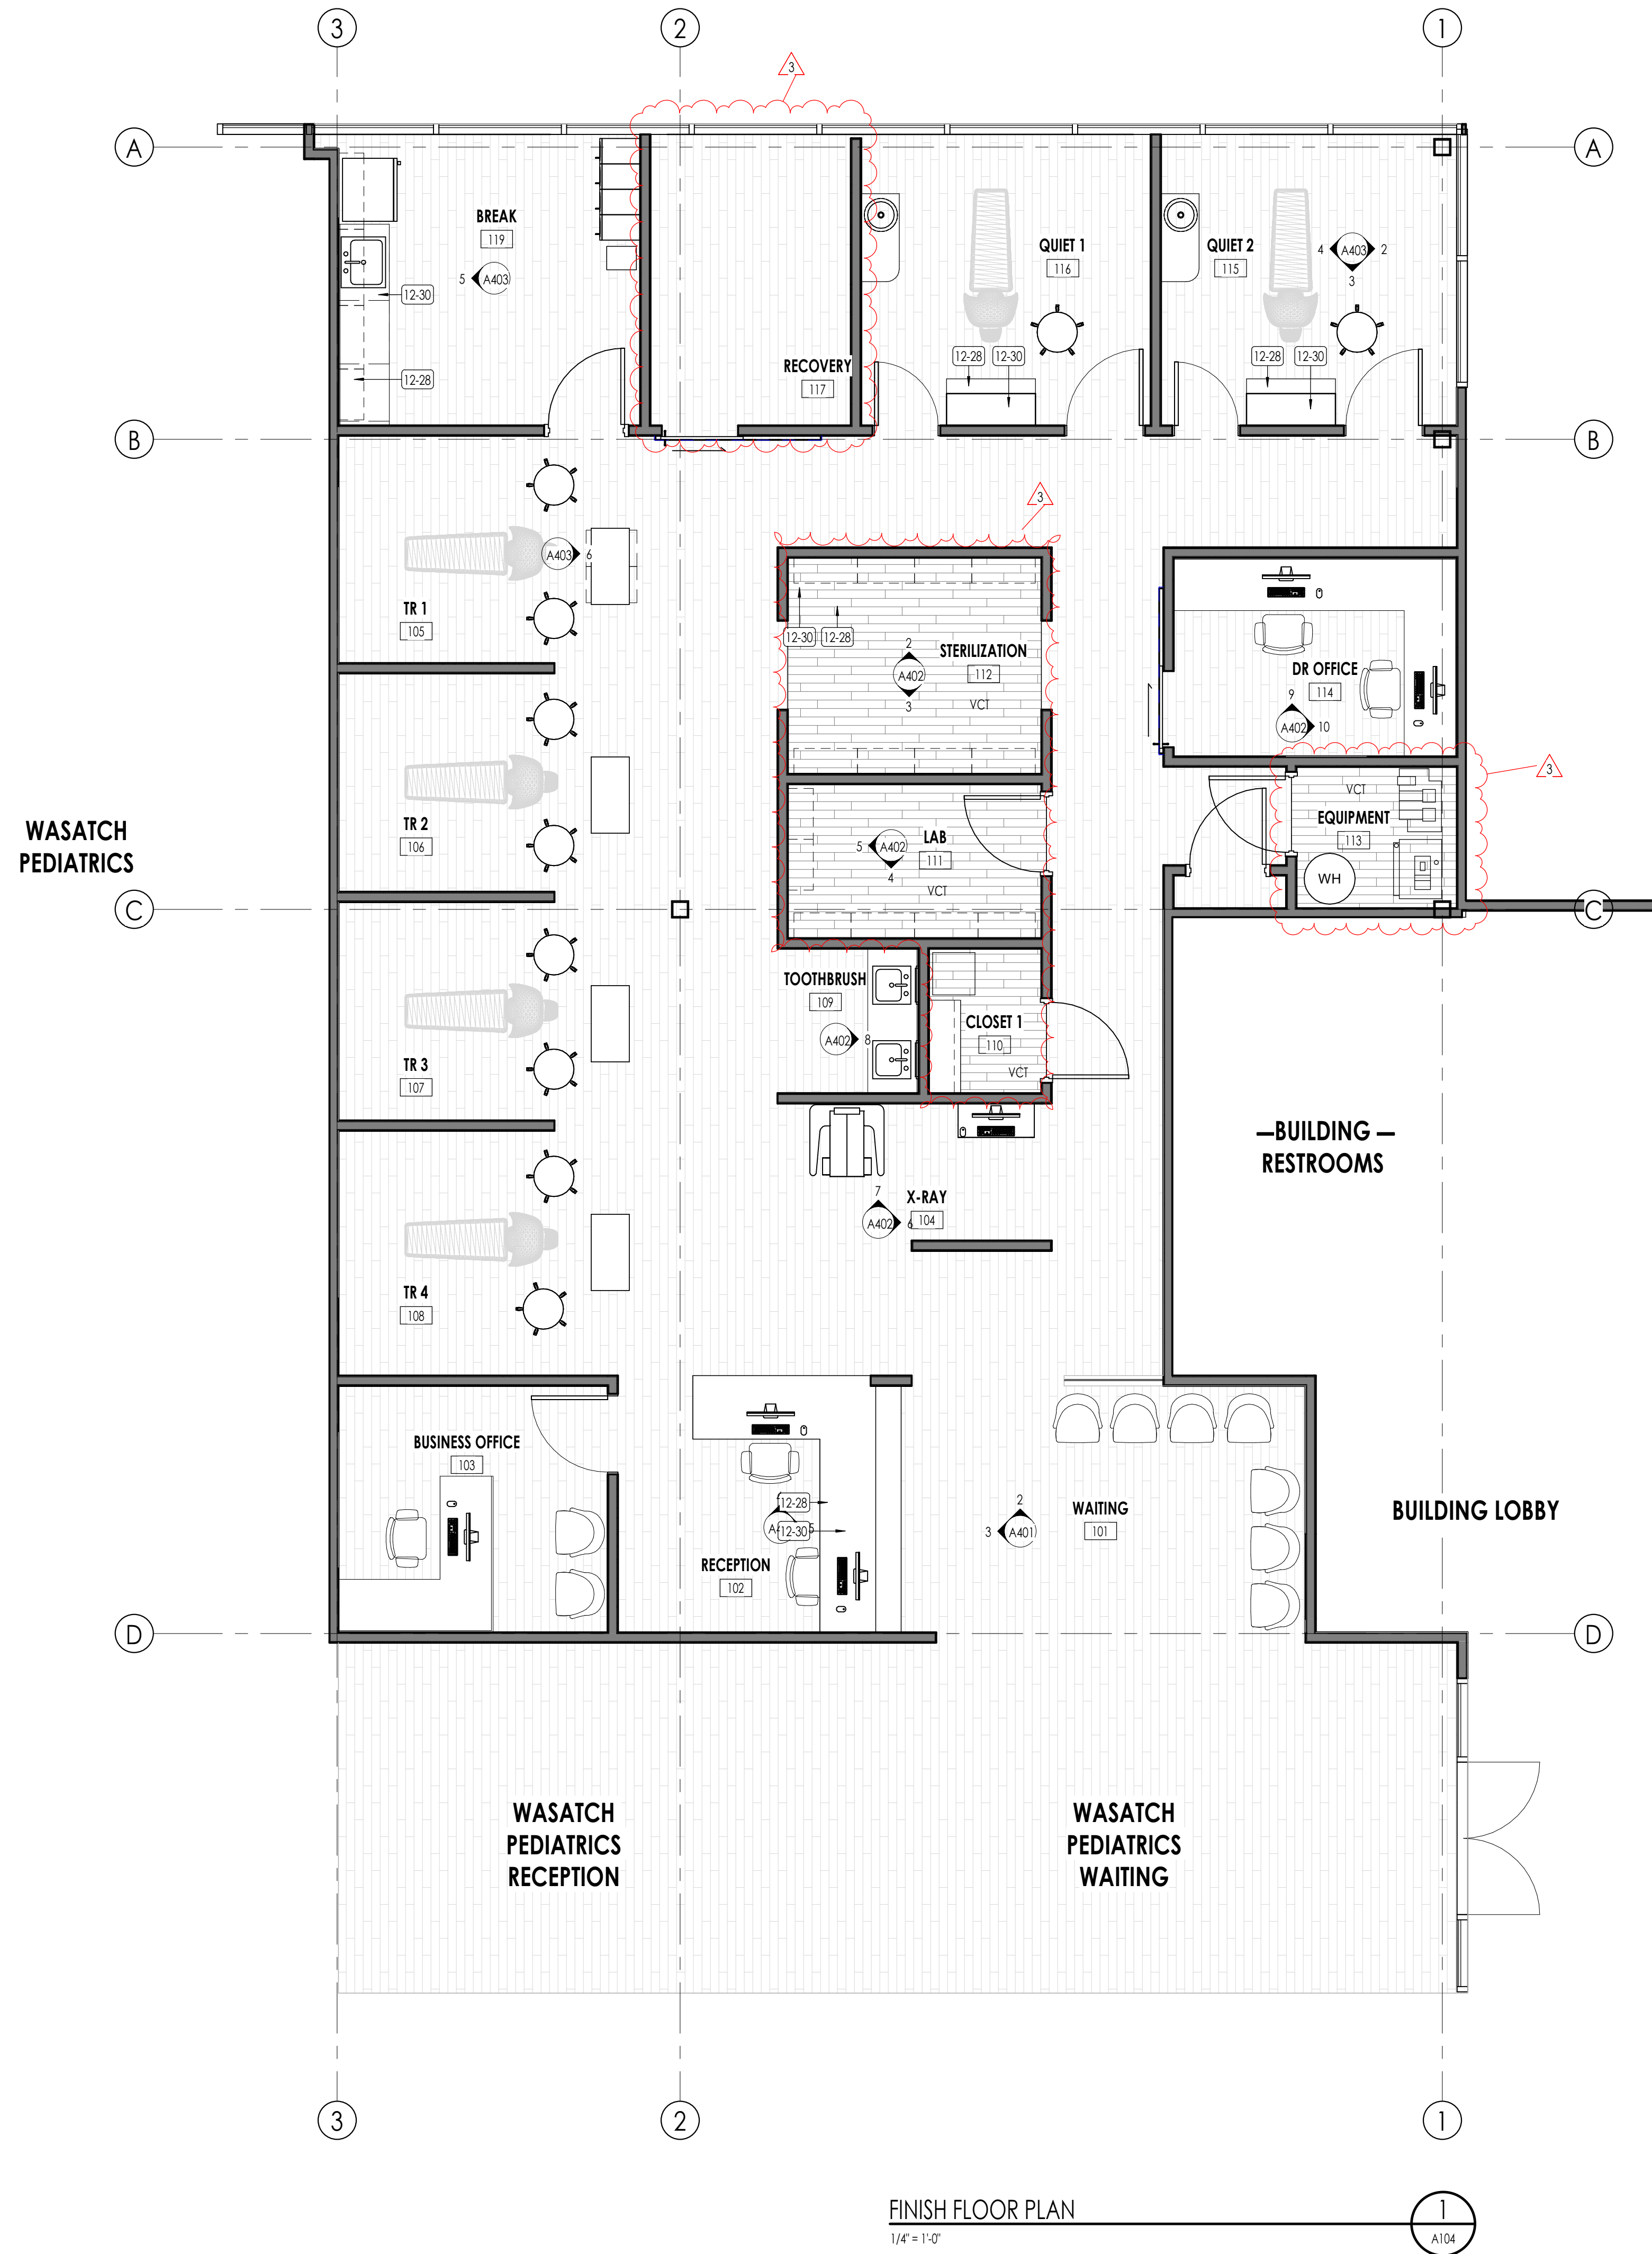 3
2
1
3
A
A
BREAK
119
5
A403
12-30
12-28
QUIET 1
116
QUIET 2
115
4
A403
2
3
12-28
12-30
12-28
12-30
RECOVERY
117
B
B
3
A403
6
TR 1
105
12-30
12-28
2
STERILIZATION
112
A402
VCT
3
DR OFFICE
114
9
A402
10
3
TR 2
106
WASATCH
PEDIATRICS
VCT
EQUIPMENT
113
WH
5
A402
LAB
111
4
VCT
C
C
TOOTHBRUSH
109
A402
8
CLOSET 1
110
VCT
TR 3
107
BUILDING
RESTROOMS
7
X-RAY
A402
6
104
TR 4
108
BUSINESS OFFICE
103
12-28
12-30
2
3
A401
WAITING
101
BUILDING LOBBY
RECEPTION
102
D
D
WASATCH
PEDIATRICS
RECEPTION
WASATCH
PEDIATRICS
WAITING
3
2
1
FINISH FLOOR PLAN
1
1/4" = 1'-0"
A104